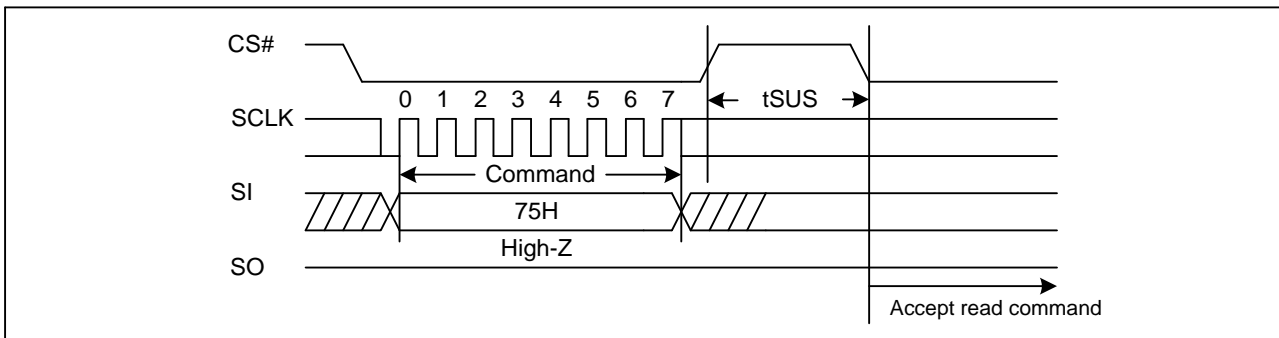 CS#
0 1 2 3 4 5 6 7
tSUS
SCLK
Command
SI
75H
High-Z
SO
Accept read command